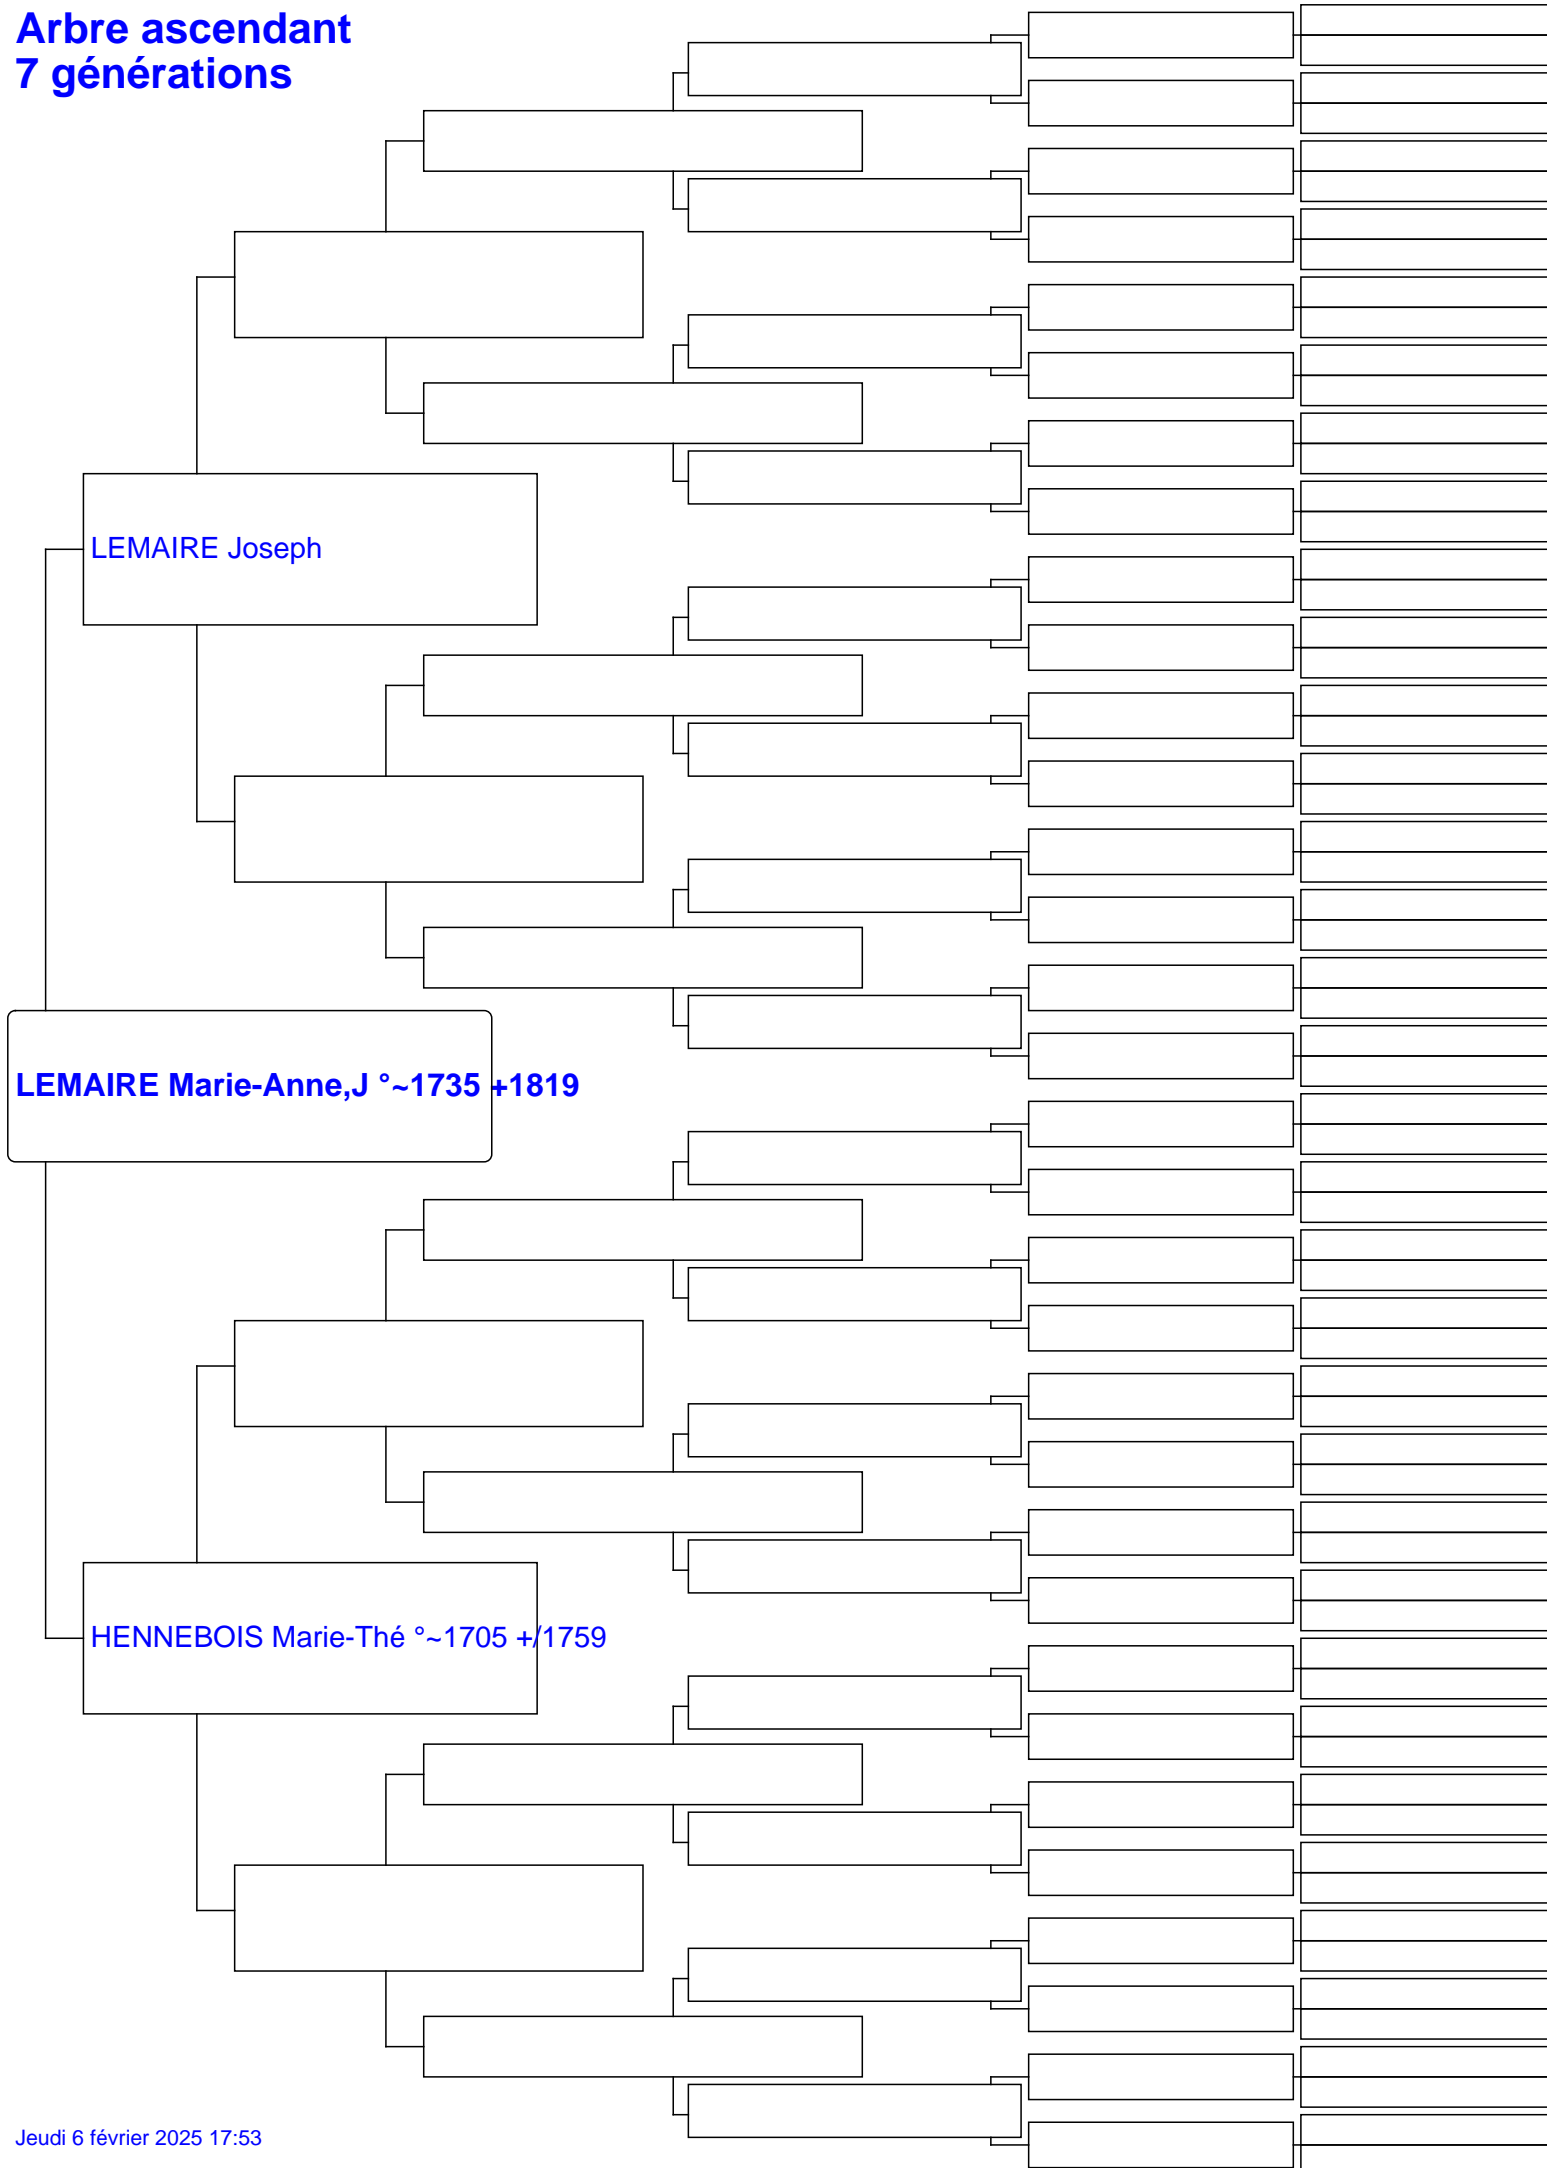 Arbre ascendant
7 générations
LEMAIRE Joseph
LEMAIRE Marie-Anne,J °~1735 +1819
HENNEBOIS Marie-Thé °~1705 +/1759
Jeudi 6 février 2025 17:53